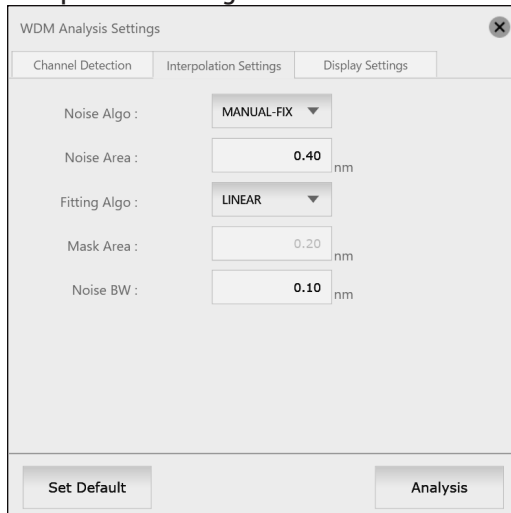 WDM Analysis Settings
Channel Detection Interpolation Settings Display Settings
Noise Algo : MANUAL-FIX
Noise Area : 0.40 nm
Fitting Algo : LINEAR
Mask Area : 0.20 nm
Noise BW : 0.10 nm
Set Default Analysis